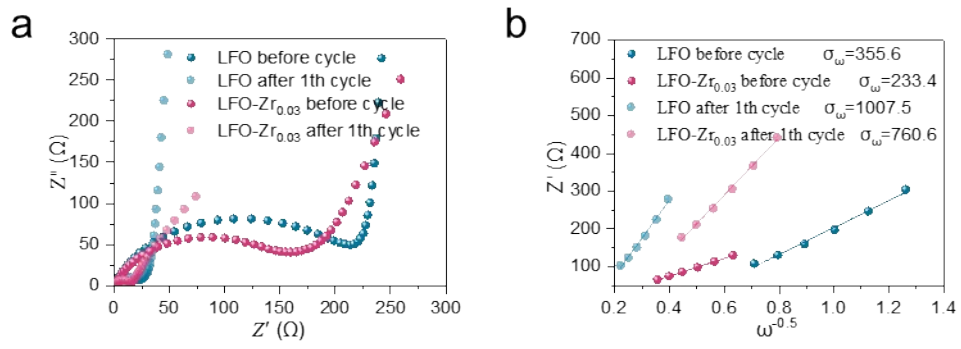 a
300
250
200
150
100
50
0
Z'' (Ω)
LFO before cycle
LFO after 1th cycle
LFO-Zr0.03 before cycle
LFO-Zr0.03 after 1th cycle
0 50 100 150 200 250 300
Z' (Ω)
b
700
600
500
400
300
200
100
Z' (Ω)
LFO before cycle σω=355.6
LFO-Zr0.03 before cycle σω=233.4
LFO after 1th cycle σω=1007.5
LFO-Zr0.03 after 1th cycle σω=760.6
0.2 0.4 0.6 0.8 1.0 1.2 1.4
ω-0.5